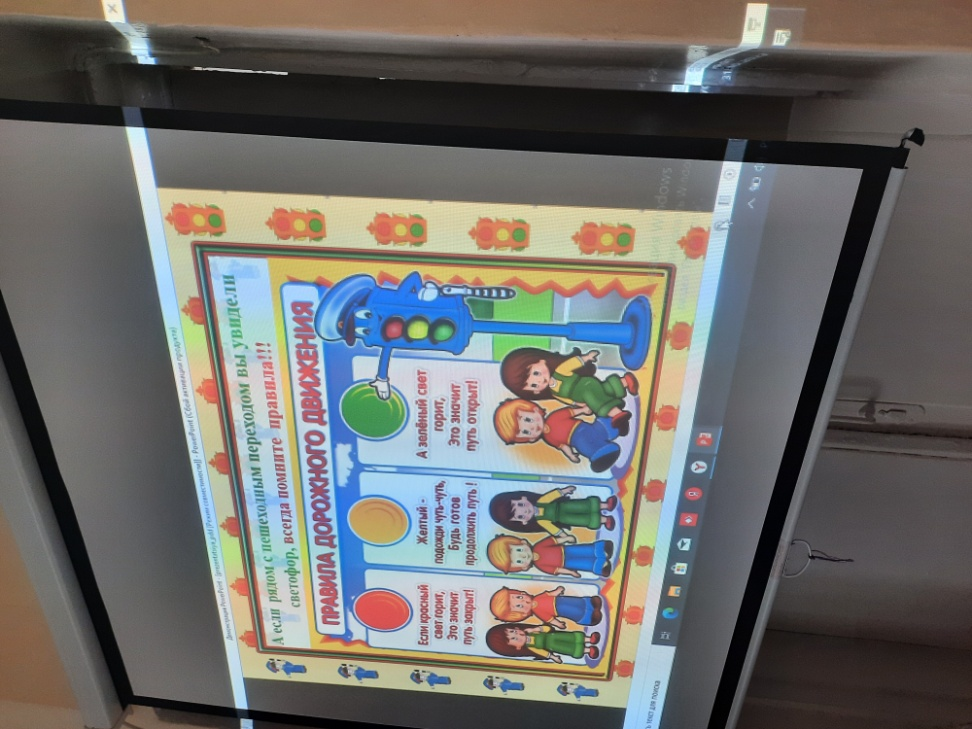 А если рядом с пешеходным переходом вы увидели
светофор, всегда помните правила!!!
ПРАВИЛА ДОРОЖНОГО ДВИЖЕНИЯ
Если красный
свет горит,
Это значит
путь закрыт!
Желтый -
подожди чуть-чуть,
Будь готов
продолжить путь!
А зелёный свет
горит,
Это значит
путь открыт!